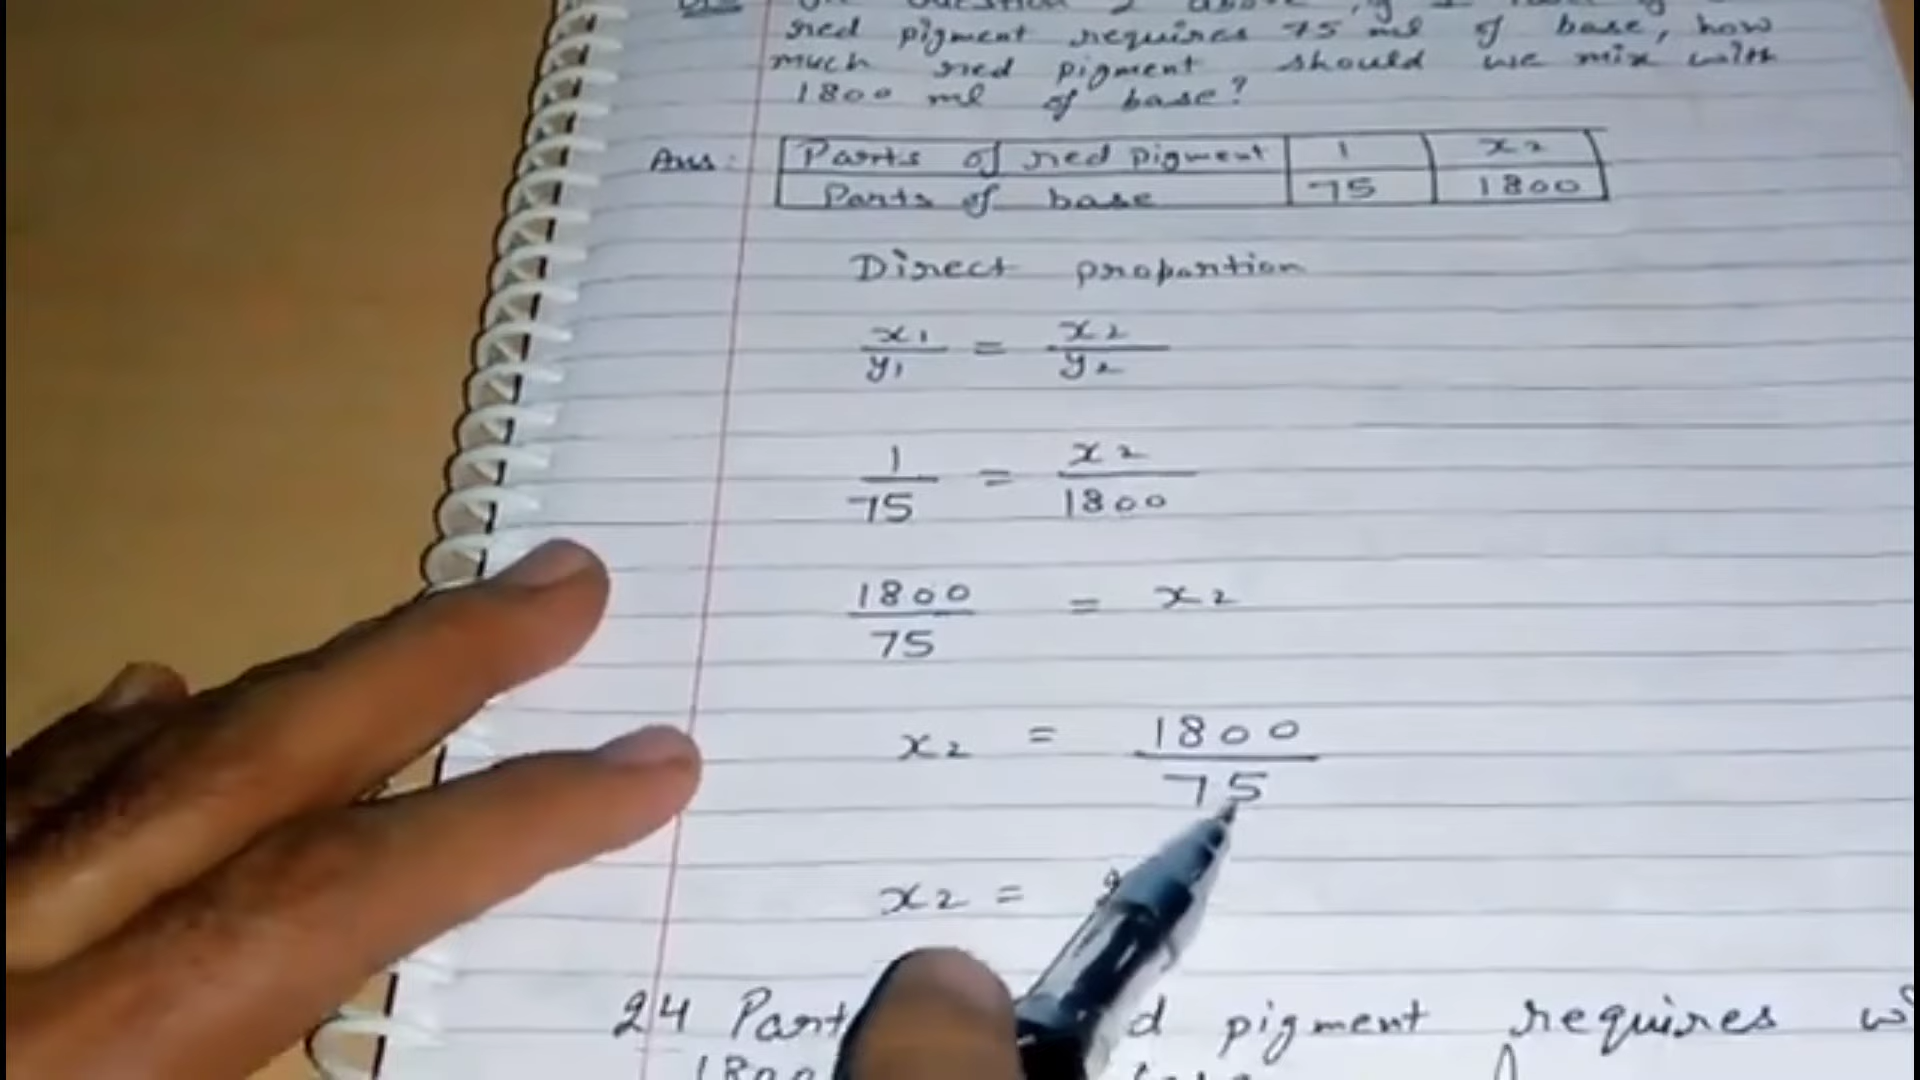 red pigment requires 75 ml of base, how
much red pigment should we mix with
1800 ml of base?
Ans: Parts of red pigment 1 x2
Parts of base 75 1800
Direct propartion
x1/y1 = x2/y2
1/75 = x2/1800
1800/75 = x2
x2 = 1800/75
x2 =
24 Part d pigment requires
1800